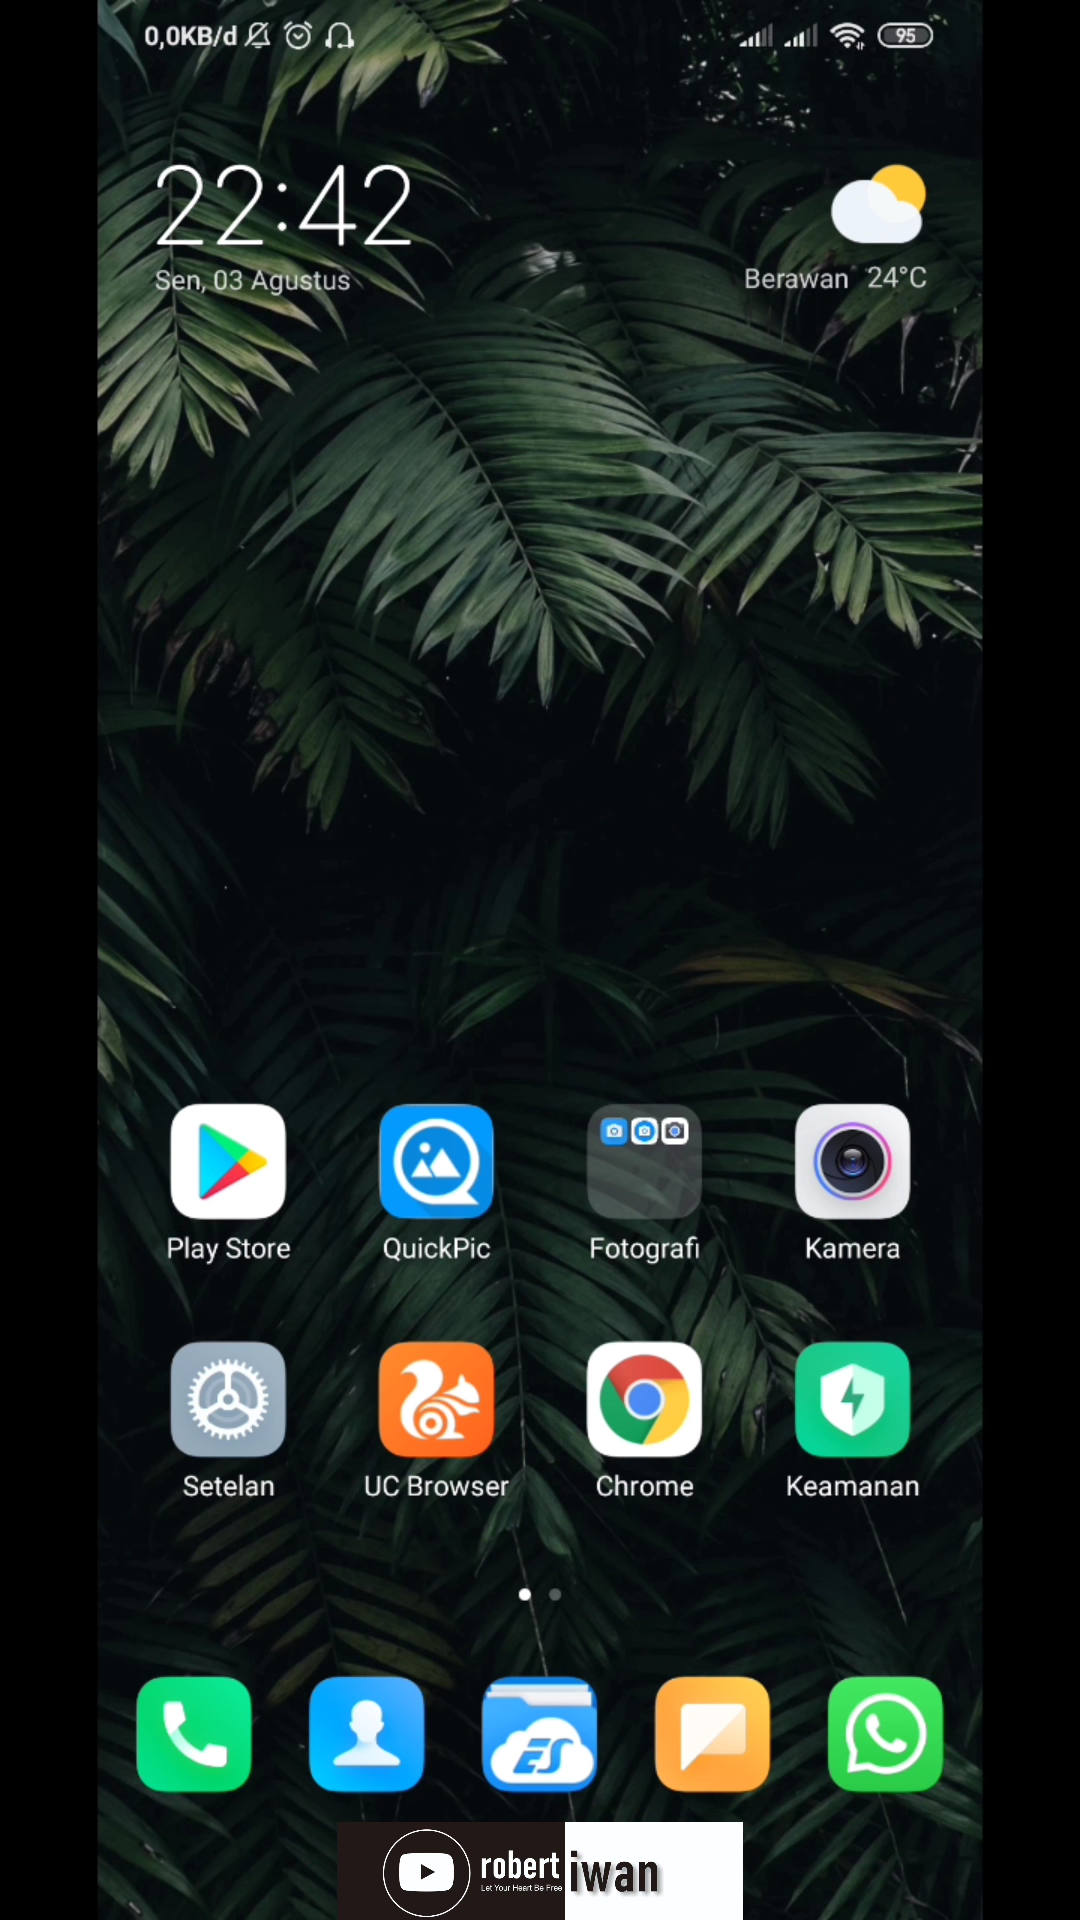 0,0KB/d
95
22:42
Sen, 03 Agustus
Berawan 24°C
Play Store
QuickPic
Fotografi
Kamera
Setelan
UC Browser
Chrome
Keamanan
ES
robert iwan
Let Your Heart Be Free